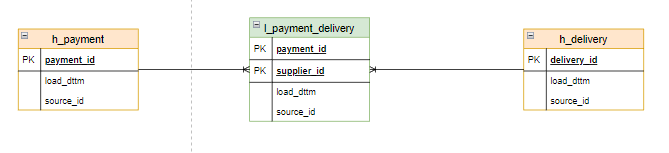 h_payment
PK payment_id
load_dttm
source_id
l_payment_delivery
PK payment_id
PK supplier_id
load_dttm
source_id
h_delivery
PK delivery_id
load_dttm
source_id